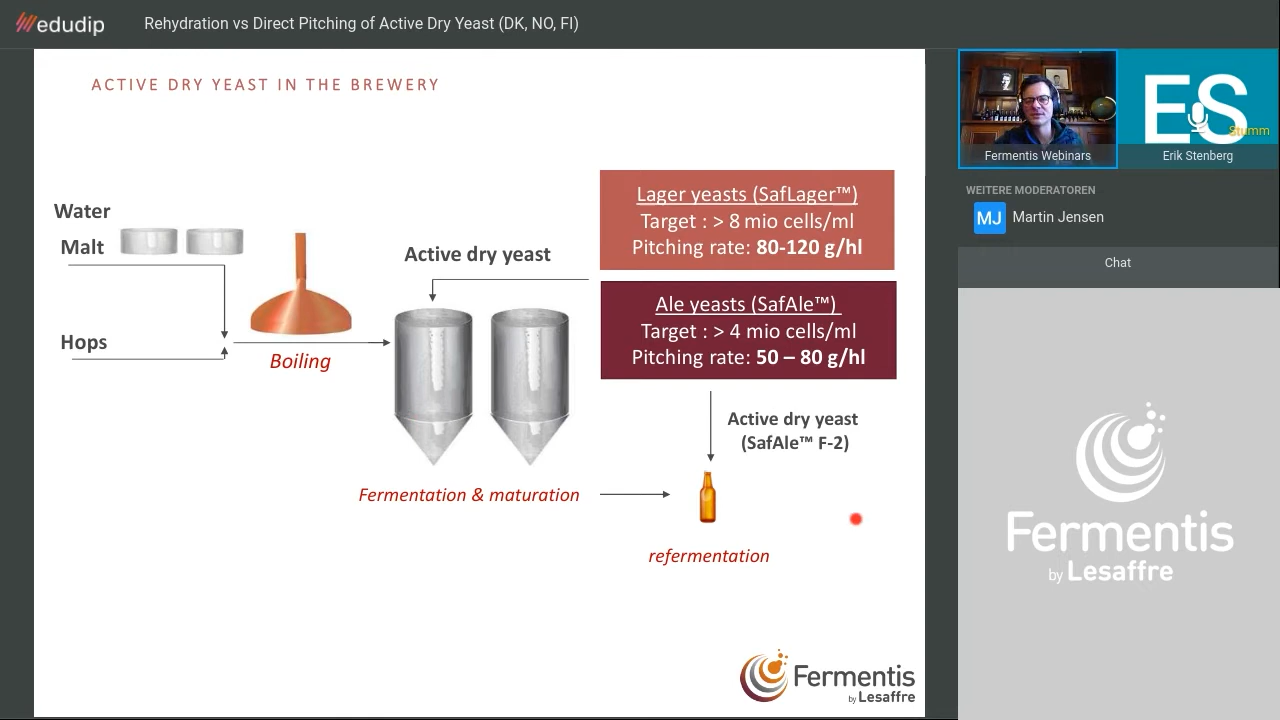 edudip
Rehydration vs Direct Pitching of Active Dry Yeast (DK, NO, FI)
ACTIVE DRY YEAST IN THE BREWERY
Water
Malt
Hops
Boiling
Active dry yeast
Fermentation & maturation
Lager yeasts (SafLager™)
Target : > 8 mio cells/ml
Pitching rate: 80-120 g/hl
Ale yeasts (SafAle™)
Target : > 4 mio cells/ml
Pitching rate: 50 – 80 g/hl
Active dry yeast
(SafAle™ F-2)
refermentation
Fermentis
by Lesaffre
Fermentis Webinars
ES
Stumm
Erik Stenberg
WEITERE MODERATOREN
MJ
Martin Jensen
Chat
Fermentis
by Lesaffre